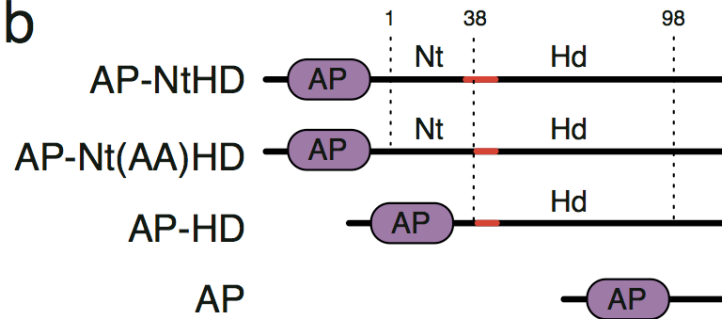 b
1 38 98
AP-NtHD AP Nt Hd
AP-Nt(AA)HD AP Nt Hd
AP-HD AP Hd
AP AP